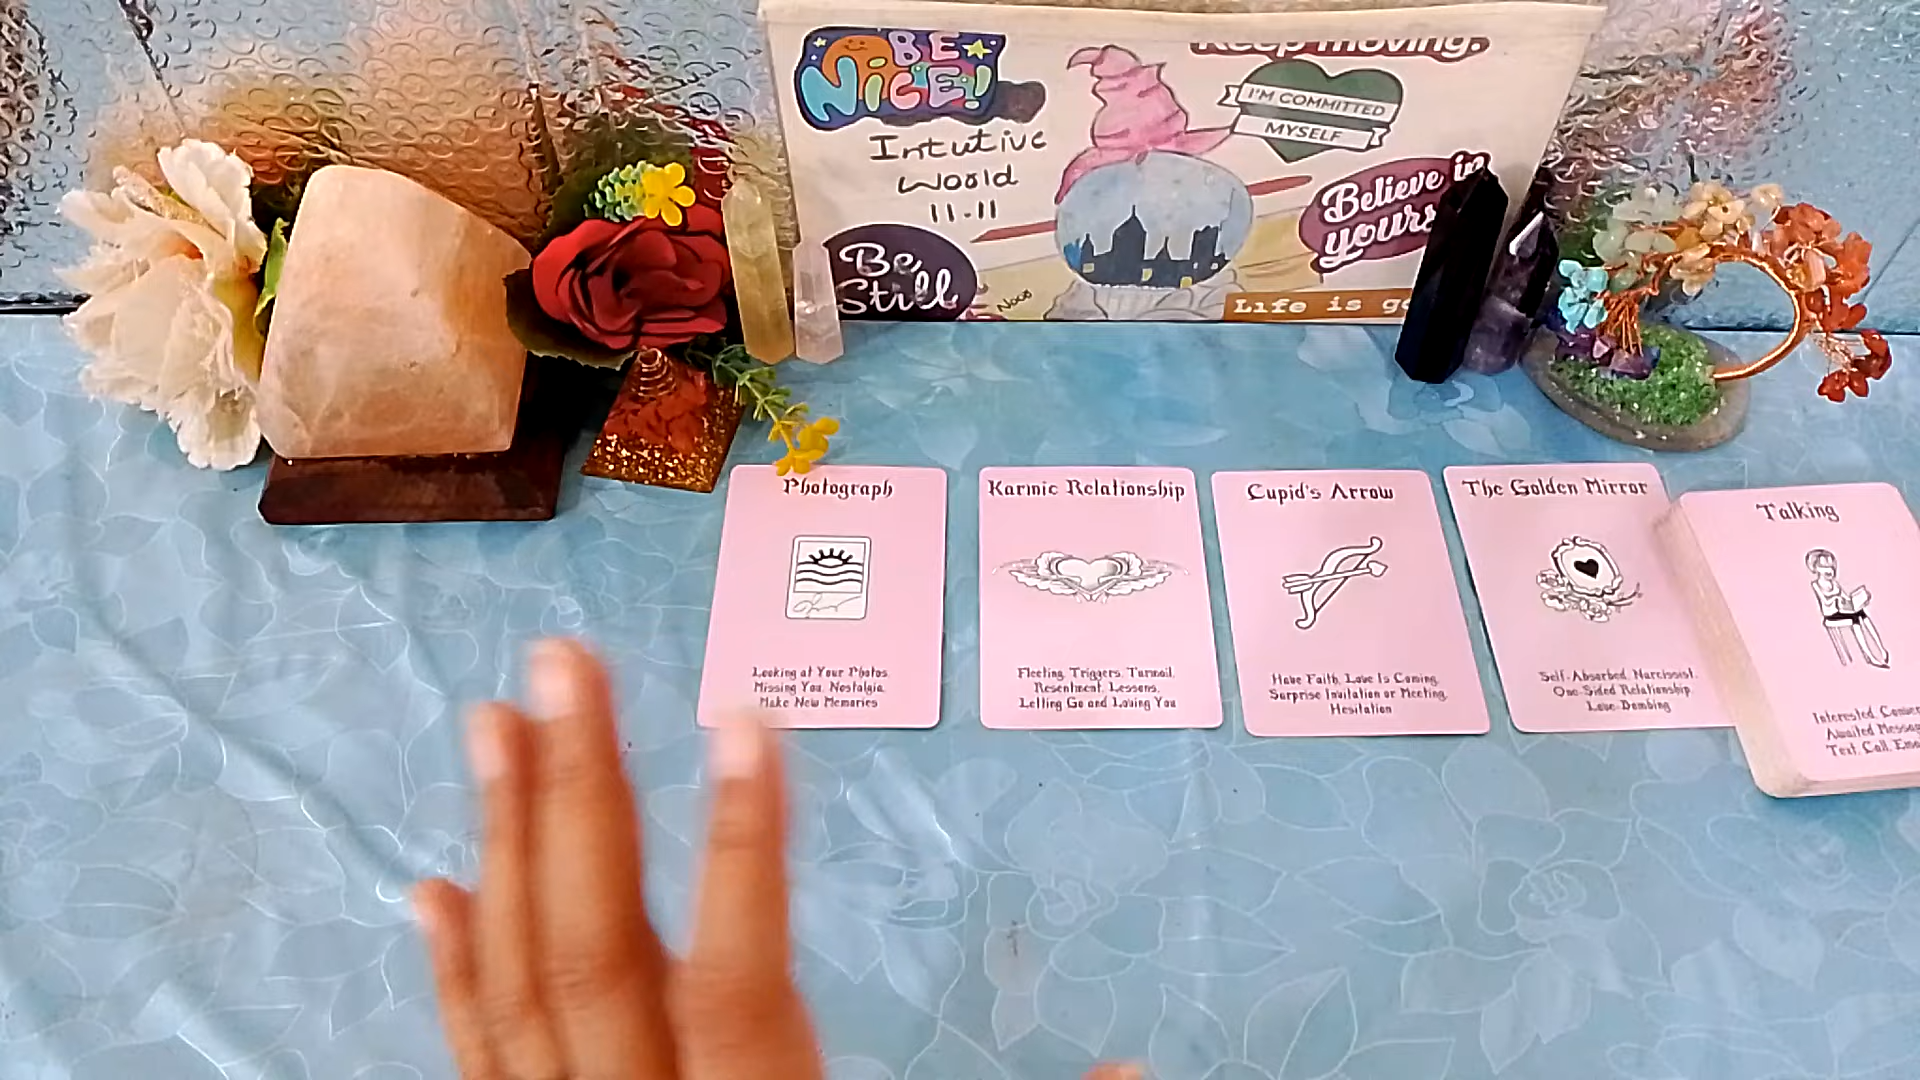 BE
NiCE!
Intutive
World
11-11
Be
Still
Noor
Keep moving.
I'M COMMITTED
MYSELF
Believe in
yours
Life is go
Photograph
Looking at Your Photos.
Missing You. Nostalgia.
Make New Memories
Karmic Relationship
Fleeting. Triggers. Turmoil.
Resentment. Lessons.
Letting Go and Loving You
Cupid's Arrow
Have Faith, Love Is Coming.
Surprise Invitation or Meeting.
Hesitation
The Golden Mirror
Self-Absorbed. Narcissist.
One-Sided Relationship.
Love-Bombing
Talking
Interested. Conver
Awaited Messag
Text. Call. Ema